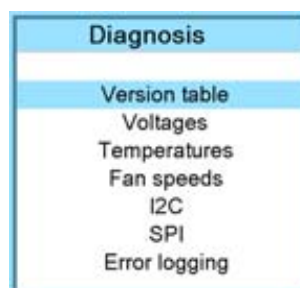 Diagnosis
Version table
Voltages
Temperatures
Fan speeds
I2C
SPI
Error logging